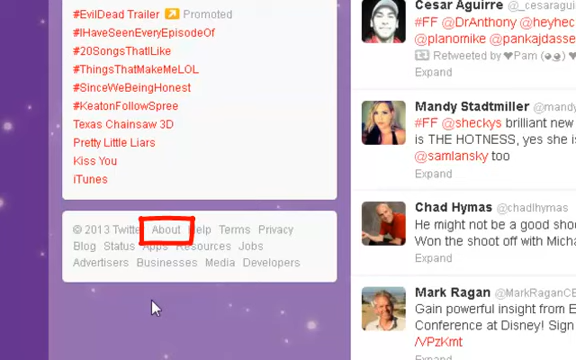 #EvilDead Trailer Promoted
#IHaveSeenEveryEpisodeOf
#20SongsThatILike
#ThingsThatMakeMeLOL
#SinceWeBeingHonest
#KeatonFollowSpree
Texas Chainsaw 3D
Pretty Little Liars
Kiss You
iTunes
© 2013 Twitter About Help Terms Privacy
Blog Status Apps Resources Jobs
Advertisers Businesses Media Developers
Cesar Aguirre @_cesaragui
#FF @DrAnthony @heyhec
@planomike @pankajdasse
Retweeted by ❤Pam
Expand
Mandy Stadtmiller @mandy
#FF @sheckys brilliant new
is THE HOTNESS, yes she is
@samlansky too
Expand
Chad Hymas @chadlhymas
He might not be a good shoo
Won the shoot off with Micha
Expand
Mark Ragan @MarkRaganCE
Gain powerful insight from E
Conference at Disney! Sign
/VPzKmt
Expand